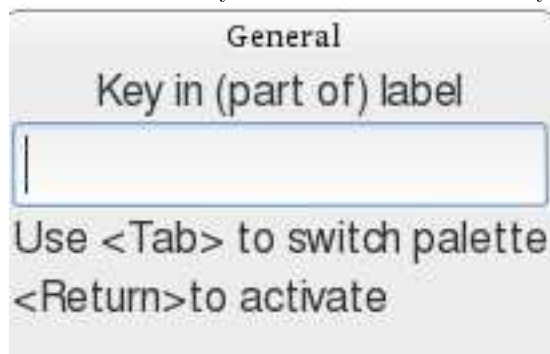 General
Key in (part of) label
Use <Tab> to switch palette
<Return>to activate